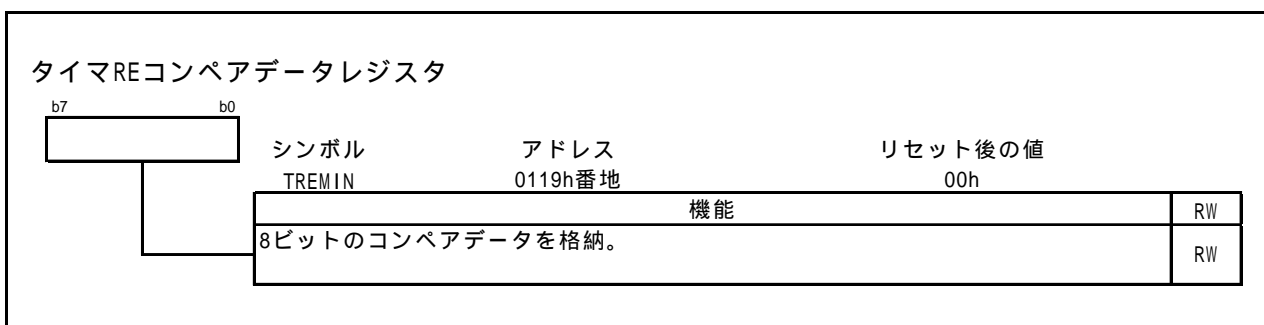 タイマREコンペアデータレジスタ
b7 b0
シンボル アドレス リセット後の値
TREMIN 0119h番地 00h
機能 RW
8ビットのコンペアデータを格納。 RW